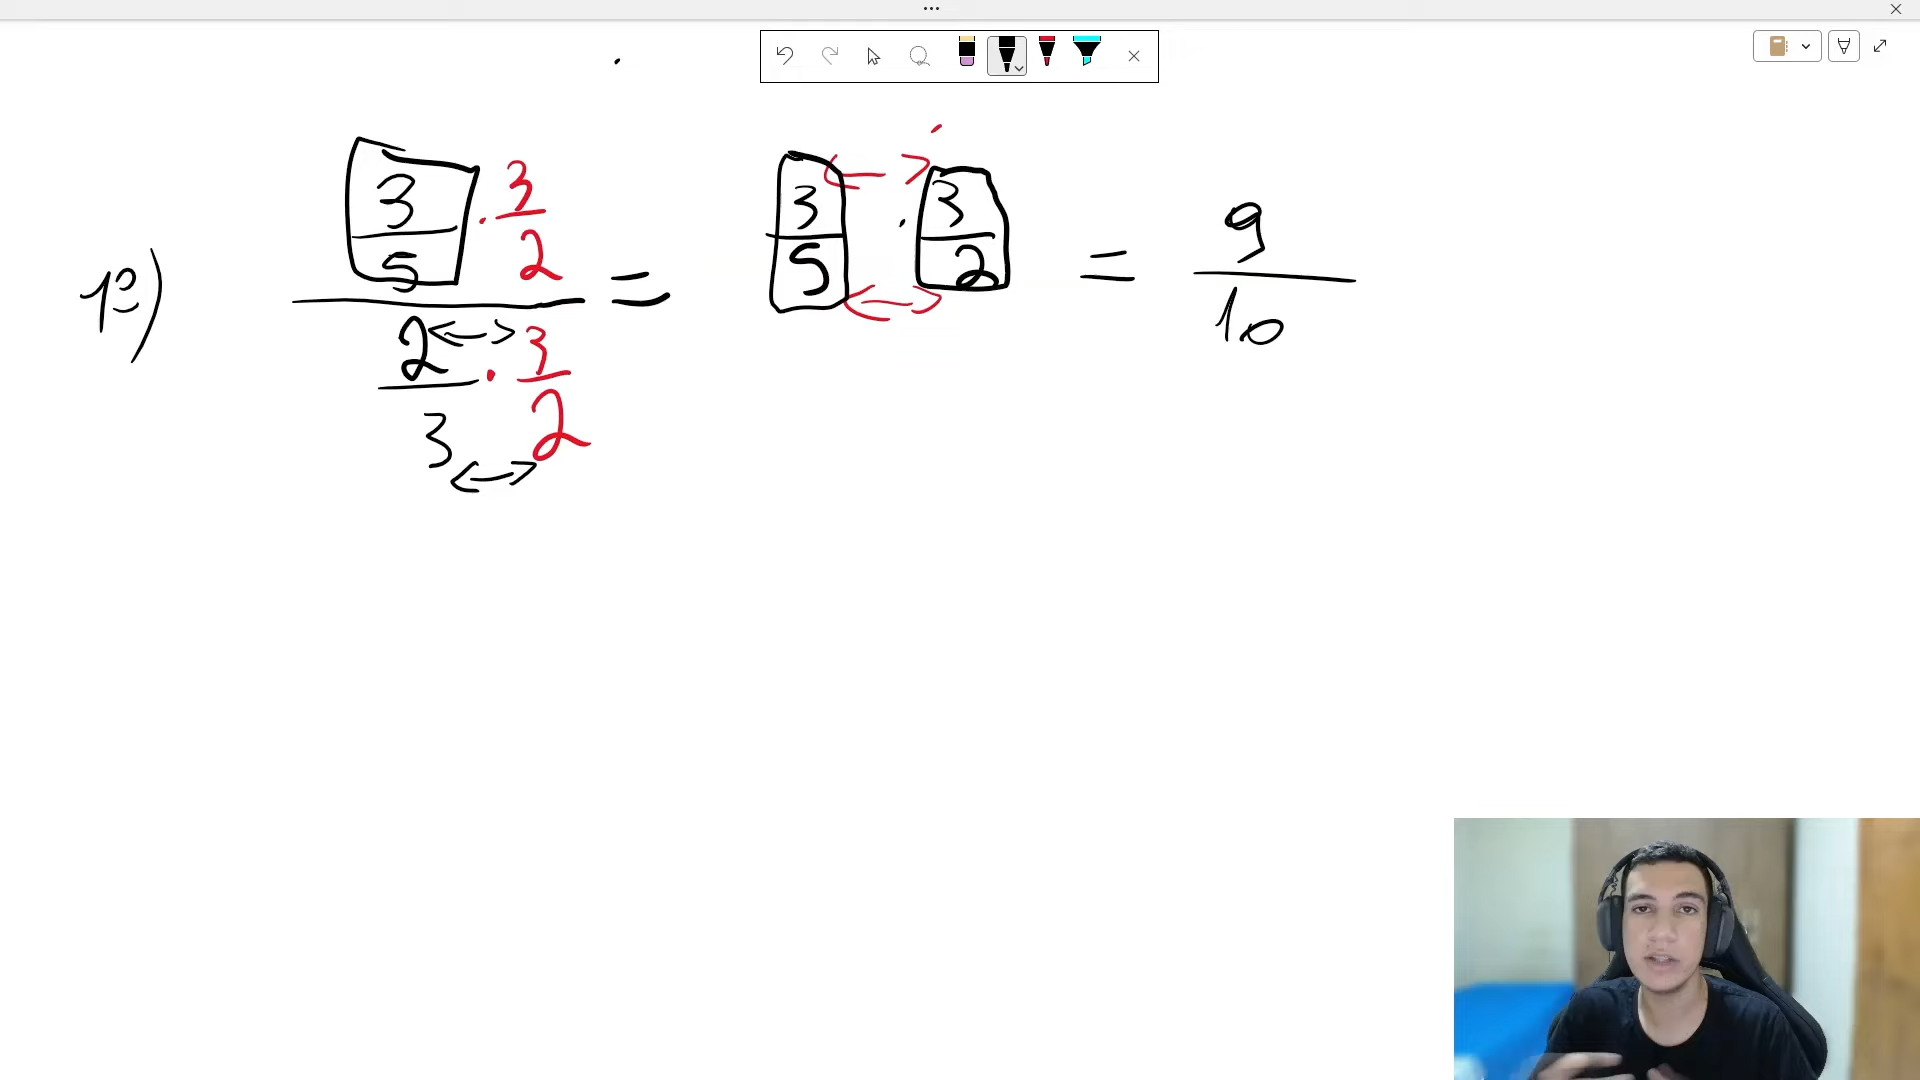 1º)
3/5 · 3/2 = 3/5 · 3/2 = 9/10
2/3 · 3/2